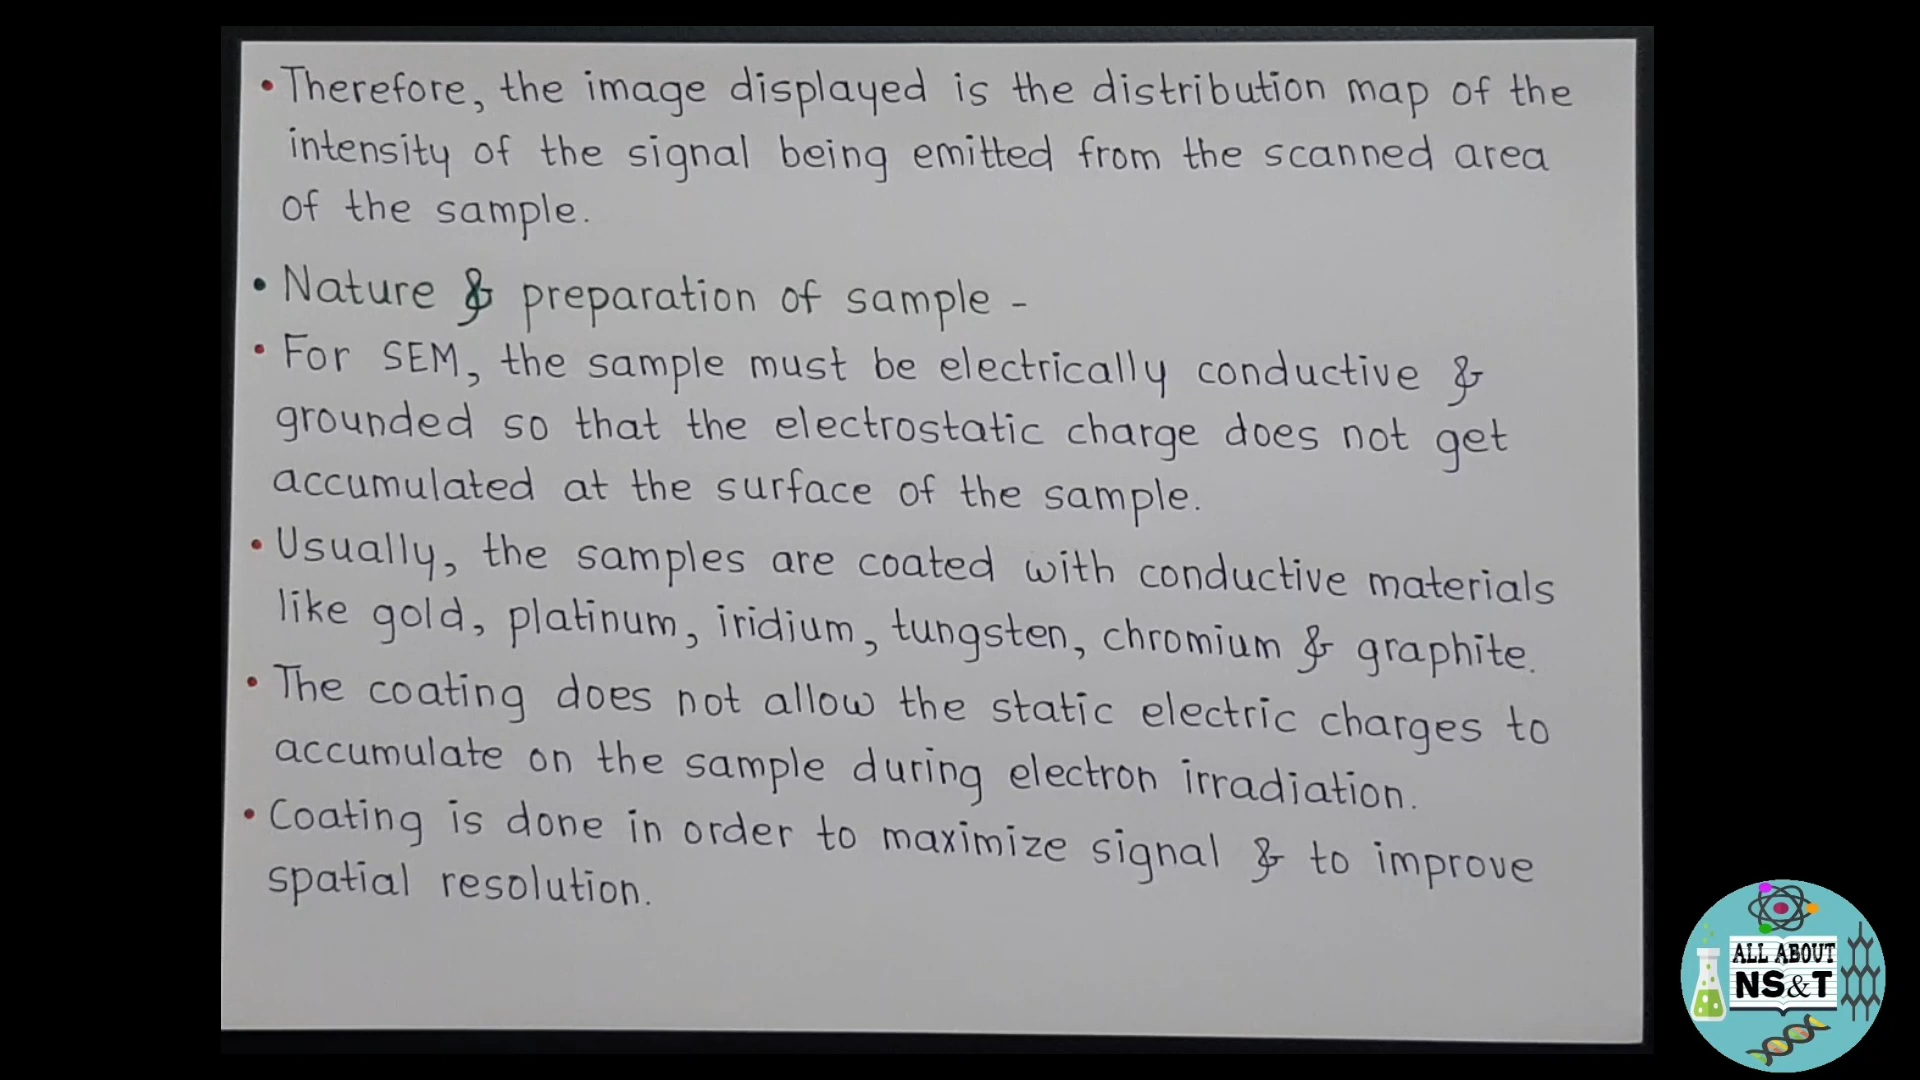 • Therefore, the image displayed is the distribution map of the
intensity of the signal being emitted from the scanned area
of the sample.
• Nature & preparation of sample -
• For SEM, the sample must be electrically conductive &
grounded so that the electrostatic charge does not get
accumulated at the surface of the sample.
• Usually, the samples are coated with conductive materials
like gold, platinum, iridium, tungsten, chromium & graphite.
• The coating does not allow the static electric charges to
accumulate on the sample during electron irradiation.
• Coating is done in order to maximize signal & to improve
spatial resolution.
ALL ABOUT
NS&T